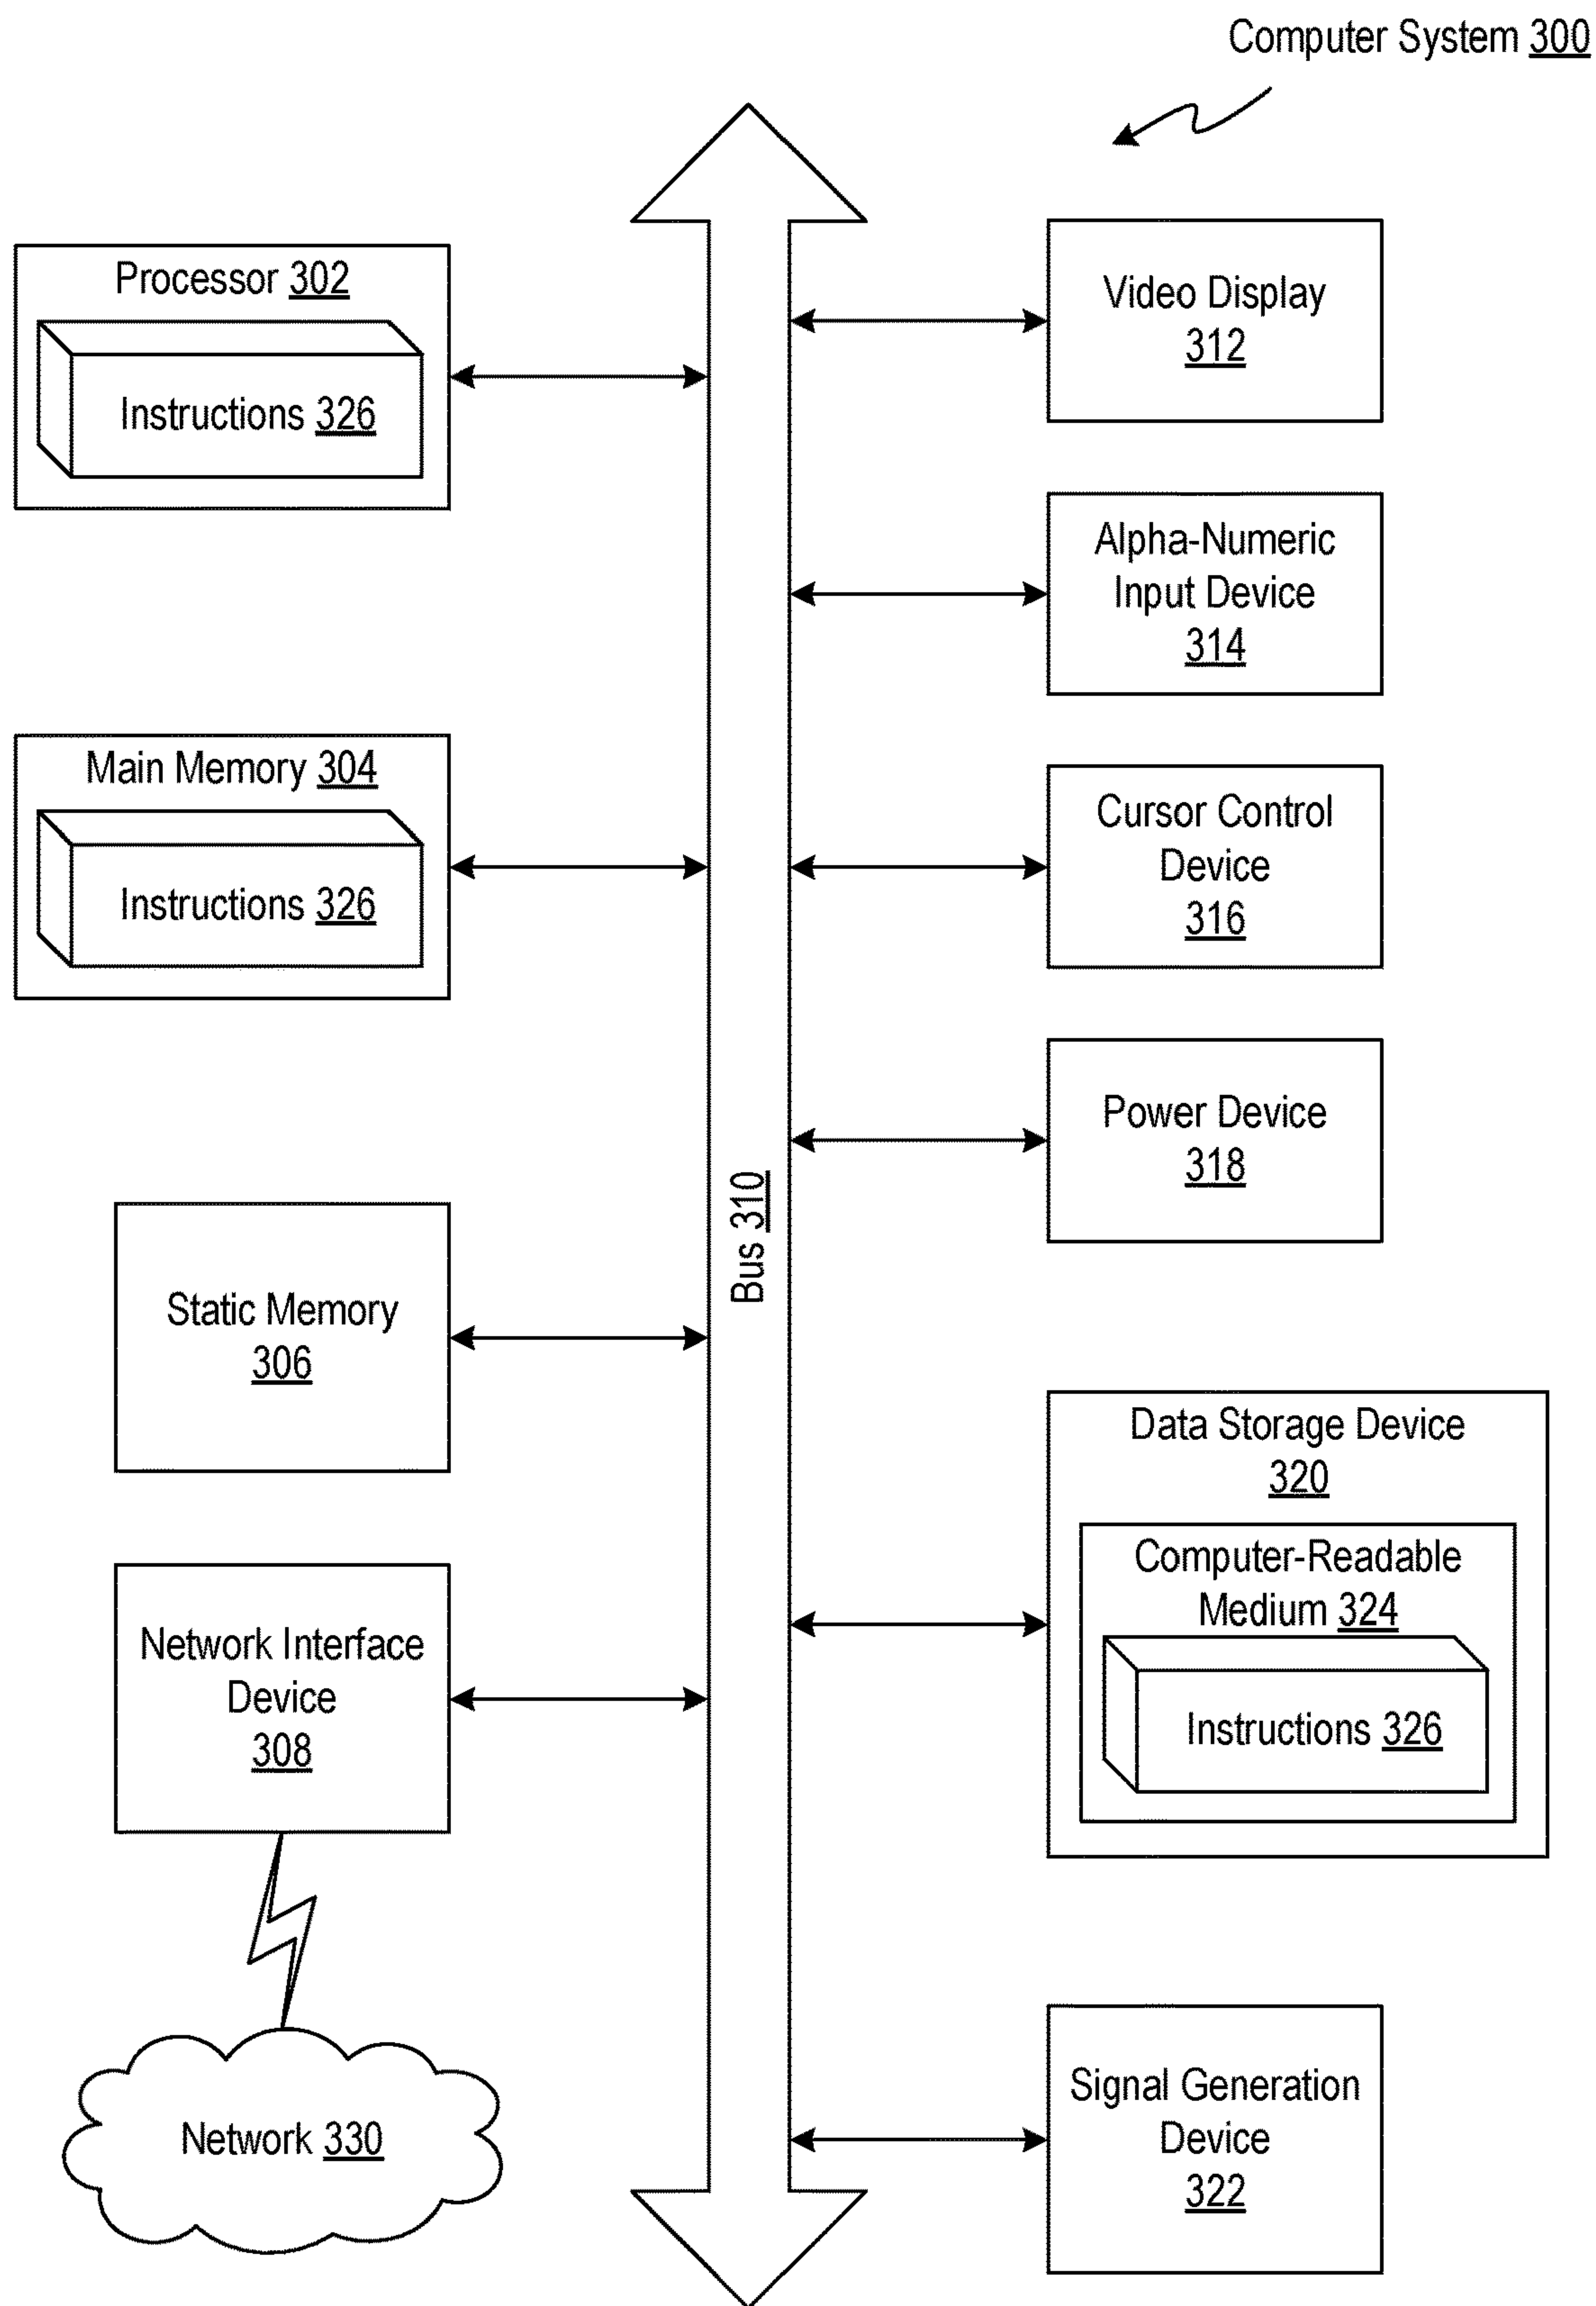 Computer System 300
Processor 302
Instructions 326
Main Memory 304
Instructions 326
Static Memory
306
Network Interface
Device
308
Network 330
Bus 310
Video Display
312
Alpha-Numeric
Input Device
314
Cursor Control
Device
316
Power Device
318
Data Storage Device
320
Computer-Readable
Medium 324
Instructions 326
Signal Generation
Device
322